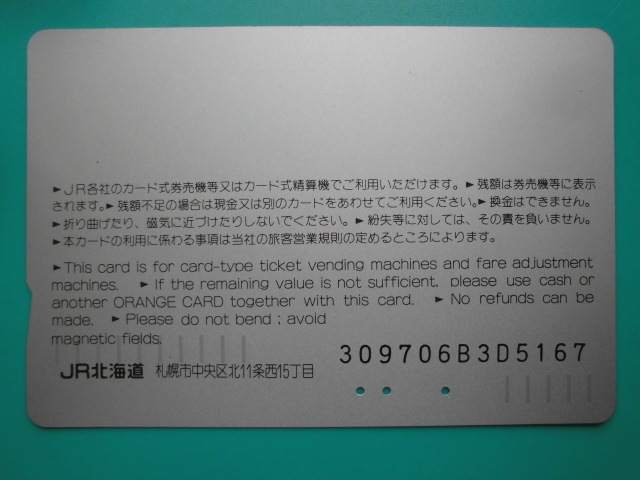 ►JR各社のカード式券売機等又はカード式精算機でご利用いただけます。►残額は券売機等に表示
されます。►残額不足の場合は現金又は別のカードをあわせてご利用ください。►換金はできません。
►折り曲げたり、磁気に近づけたりしないでください。►紛失等に対しては、その責を負いません。
►本カードの利用に係わる事項は当社の旅客営業規則の定めるところによります。
►This card is for card-type ticket vending machines and fare adjustment
machines. ►If the remaining value is not sufficient, please use cash or
another ORANGE CARD together with this card. ►No refunds can be
made. ►Please do not bend ; avoid
magnetic fields.
309706B3D5167
JR北海道 札幌市中央区北11条西15丁目